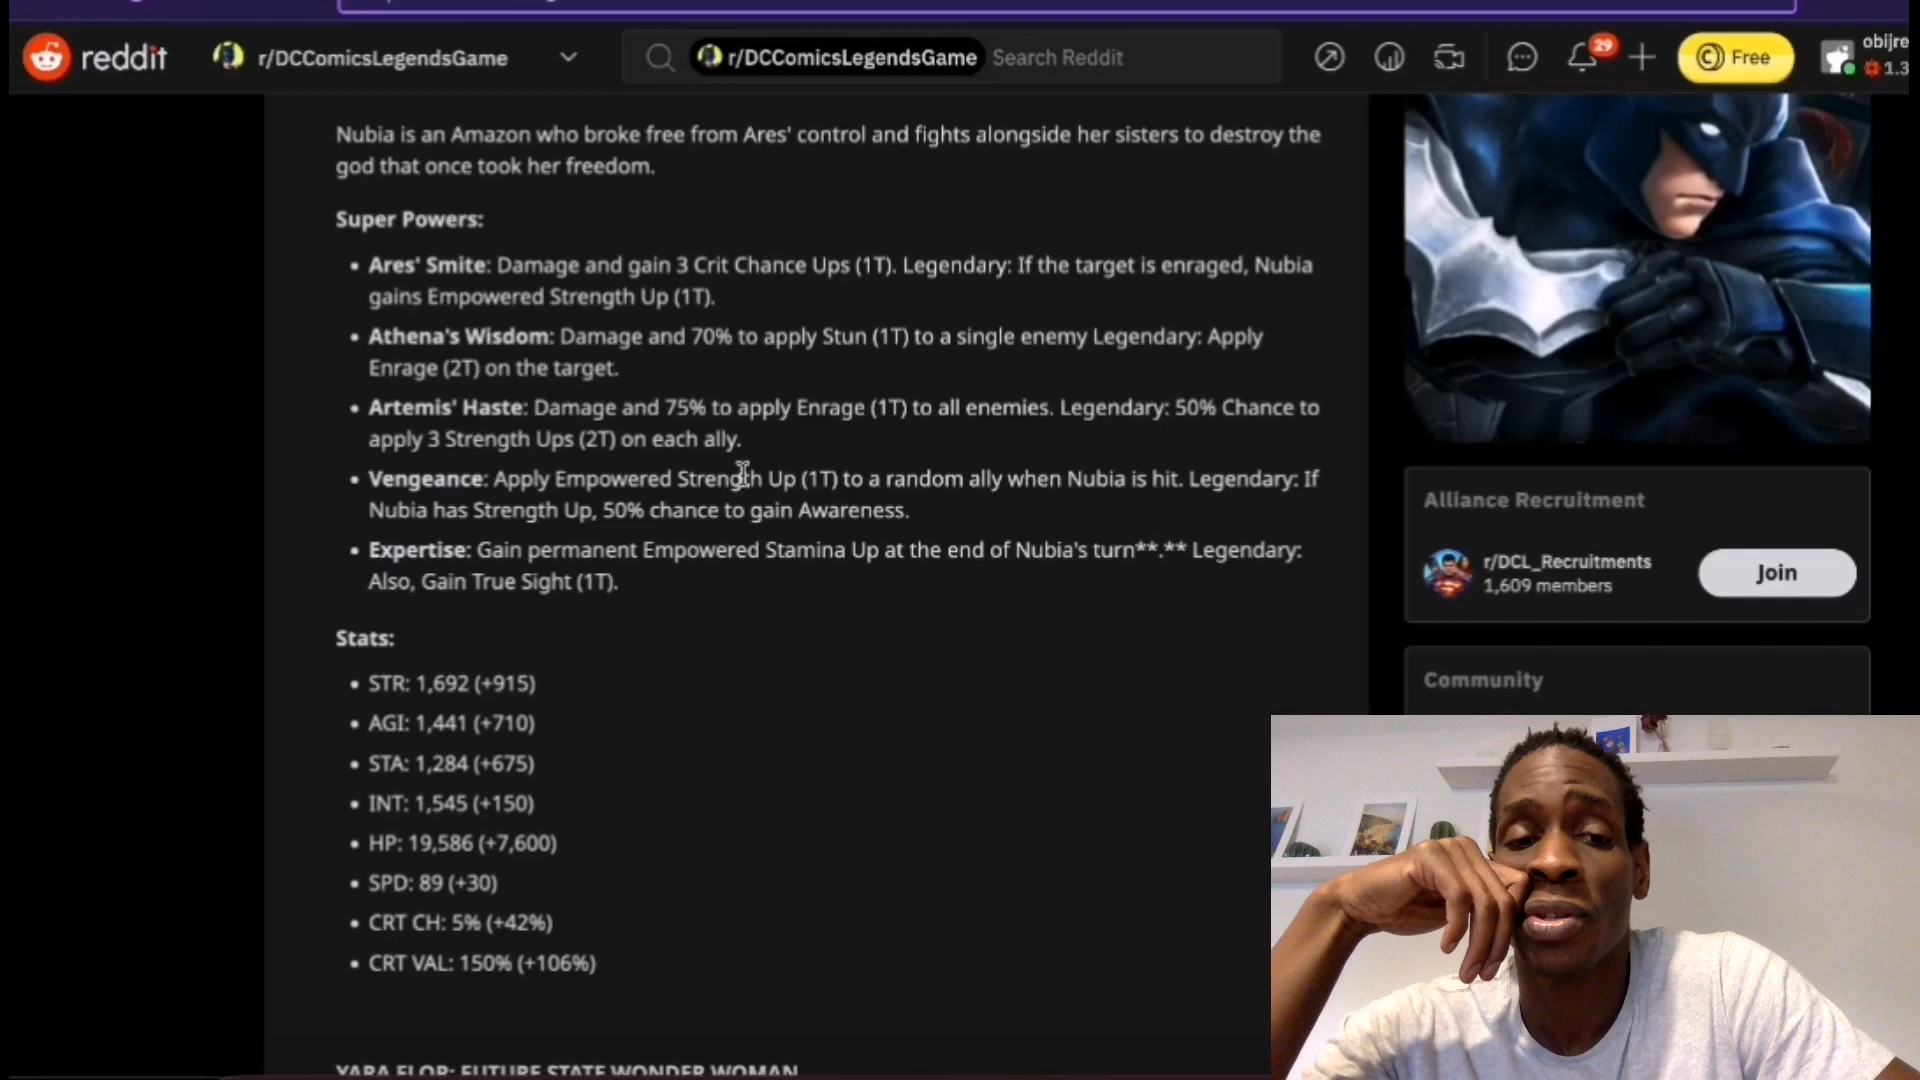 reddit
r/DCComicsLegendsGame
r/DCComicsLegendsGame Search Reddit
29
Free
obijre
1.3
Nubia is an Amazon who broke free from Ares' control and fights alongside her sisters to destroy the
god that once took her freedom.
Super Powers:
• Ares' Smite: Damage and gain 3 Crit Chance Ups (1T). Legendary: If the target is enraged, Nubia
gains Empowered Strength Up (1T).
• Athena's Wisdom: Damage and 70% to apply Stun (1T) to a single enemy Legendary: Apply
Enrage (2T) on the target.
• Artemis' Haste: Damage and 75% to apply Enrage (1T) to all enemies. Legendary: 50% Chance to
apply 3 Strength Ups (2T) on each ally.
• Vengeance: Apply Empowered Strength Up (1T) to a random ally when Nubia is hit. Legendary: If
Nubia has Strength Up, 50% chance to gain Awareness.
• Expertise: Gain permanent Empowered Stamina Up at the end of Nubia's turn**.** Legendary:
Also, Gain True Sight (1T).
Stats:
• STR: 1,692 (+915)
• AGI: 1,441 (+710)
• STA: 1,284 (+675)
• INT: 1,545 (+150)
• HP: 19,586 (+7,600)
• SPD: 89 (+30)
• CRT CH: 5% (+42%)
• CRT VAL: 150% (+106%)
YARA FLOR: FUTURE STATE WONDER WOMAN
Alliance Recruitment
r/DCL_Recruitments
1,609 members
Join
Community